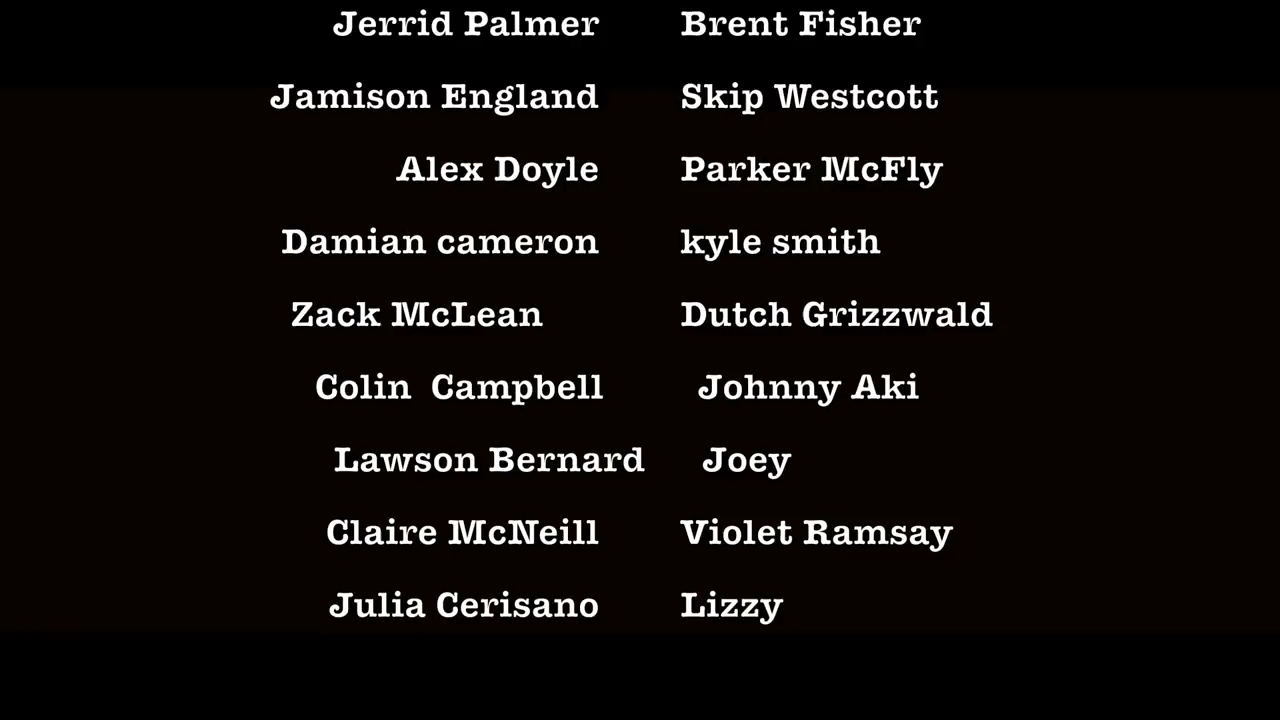 Jerrid Palmer Brent Fisher
Jamison England Skip Westcott
Alex Doyle Parker McFly
Damian cameron kyle smith
Zack McLean Dutch Grizzwald
Colin  Campbell Johnny Aki
Lawson Bernard Joey
Claire McNeill Violet Ramsay
Julia Cerisano Lizzy